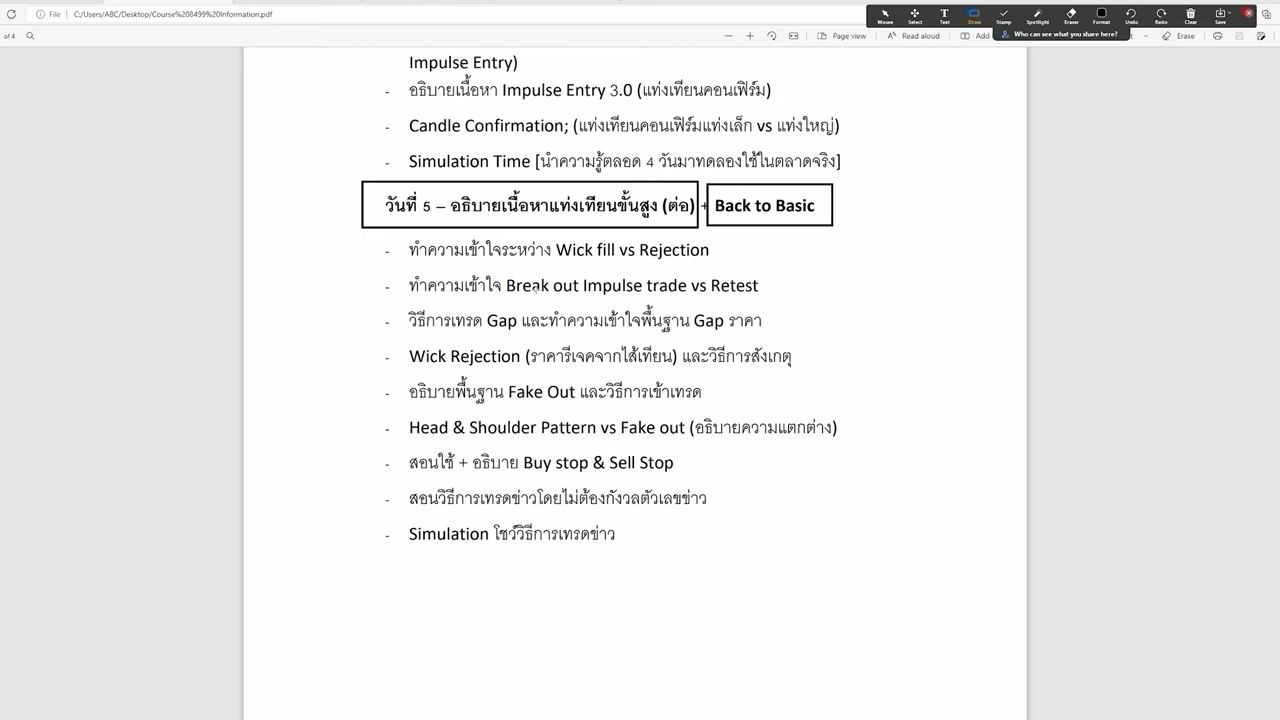 File
C:/Users/ABC/Desktop/Course%208499%20Information.pdf
Mouse Select Text Draw Stamp Spotlight Eraser Format Undo Redo Clear Save
Who can see what you share here?
of 4
Page view
Read aloud
Add
Erase
Impulse Entry)
- อธิบายเนื้อหา Impulse Entry 3.0 (แท่งเทียนคอนเฟิร์ม)
- Candle Confirmation; (แท่งเทียนคอนเฟิร์มแท่งเล็ก vs แท่งใหญ่)
- Simulation Time [นำความรู้ตลอด 4 วันมาทดลองใช้ในตลาดจริง]
วันที่ 5 – อธิบายเนื้อหาแท่งเทียนขั้นสูง (ต่อ) + Back to Basic
- ทำความเข้าใจระหว่าง Wick fill vs Rejection
- ทำความเข้าใจ Break out Impulse trade vs Retest
- วิธีการเทรด Gap และทำความเข้าใจพื้นฐาน Gap ราคา
- Wick Rejection (ราคารีเจคจากไส้เทียน) และวิธีการสังเกตุ
- อธิบายพื้นฐาน Fake Out และวิธีการเข้าเทรด
- Head & Shoulder Pattern vs Fake out (อธิบายความแตกต่าง)
- สอนใช้ + อธิบาย Buy stop & Sell Stop
- สอนวิธีการเทรดข่าวโดยไม่ต้องกังวลตัวเลขข่าว
- Simulation โชว์วิธีการเทรดข่าว